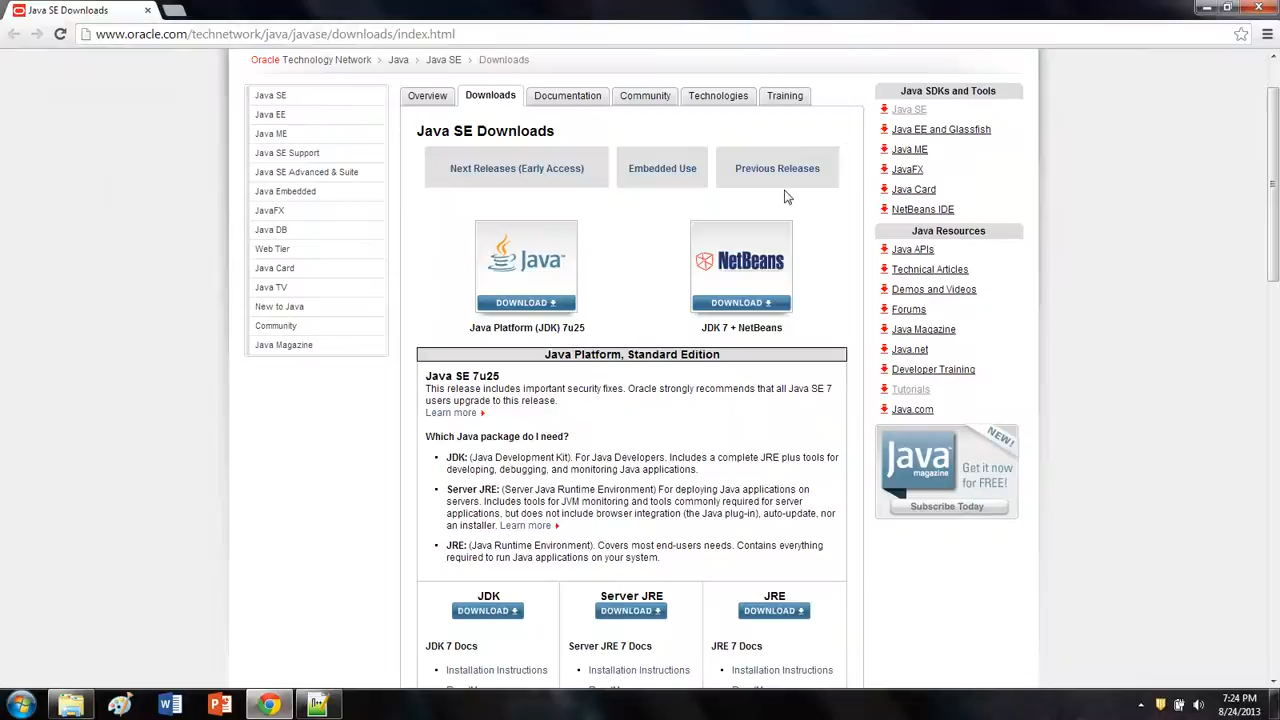 Java SE Downloads
www.oracle.com/technetwork/java/javase/downloads/index.html
Oracle Technology Network > Java > Java SE > Downloads
Java SE
Java EE
Java ME
Java SE Support
Java SE Advanced & Suite
Java Embedded
JavaFX
Java DB
Web Tier
Java Card
Java TV
New to Java
Community
Java Magazine
Overview Downloads Documentation Community Technologies Training
Java SE Downloads
Next Releases (Early Access) Embedded Use Previous Releases
Java™ NetBeans
DOWNLOAD DOWNLOAD
Java Platform (JDK) 7u25 JDK 7 + NetBeans
Java Platform, Standard Edition
Java SE 7u25
This release includes important security fixes. Oracle strongly recommends that all Java SE 7
users upgrade to this release.
Learn more
Which Java package do I need?
• JDK: (Java Development Kit). For Java Developers. Includes a complete JRE plus tools for
developing, debugging, and monitoring Java applications.
• Server JRE: (Server Java Runtime Environment) For deploying Java applications on
servers. Includes tools for JVM monitoring and tools commonly required for server
applications, but does not include browser integration (the Java plug-in), auto-update, nor
an installer. Learn more
• JRE: (Java Runtime Environment). Covers most end-users needs. Contains everything
required to run Java applications on your system.
JDK Server JRE JRE
DOWNLOAD DOWNLOAD DOWNLOAD
JDK 7 Docs Server JRE 7 Docs JRE 7 Docs
• Installation Instructions • Installation Instructions • Installation Instructions
Java SDKs and Tools
Java SE
Java EE and Glassfish
Java ME
JavaFX
Java Card
NetBeans IDE
Java Resources
Java APIs
Technical Articles
Demos and Videos
Forums
Java Magazine
Java.net
Developer Training
Tutorials
Java.com
NEW!
Java magazine
Get it now
for FREE!
Subscribe Today
7:24 PM
8/24/2013